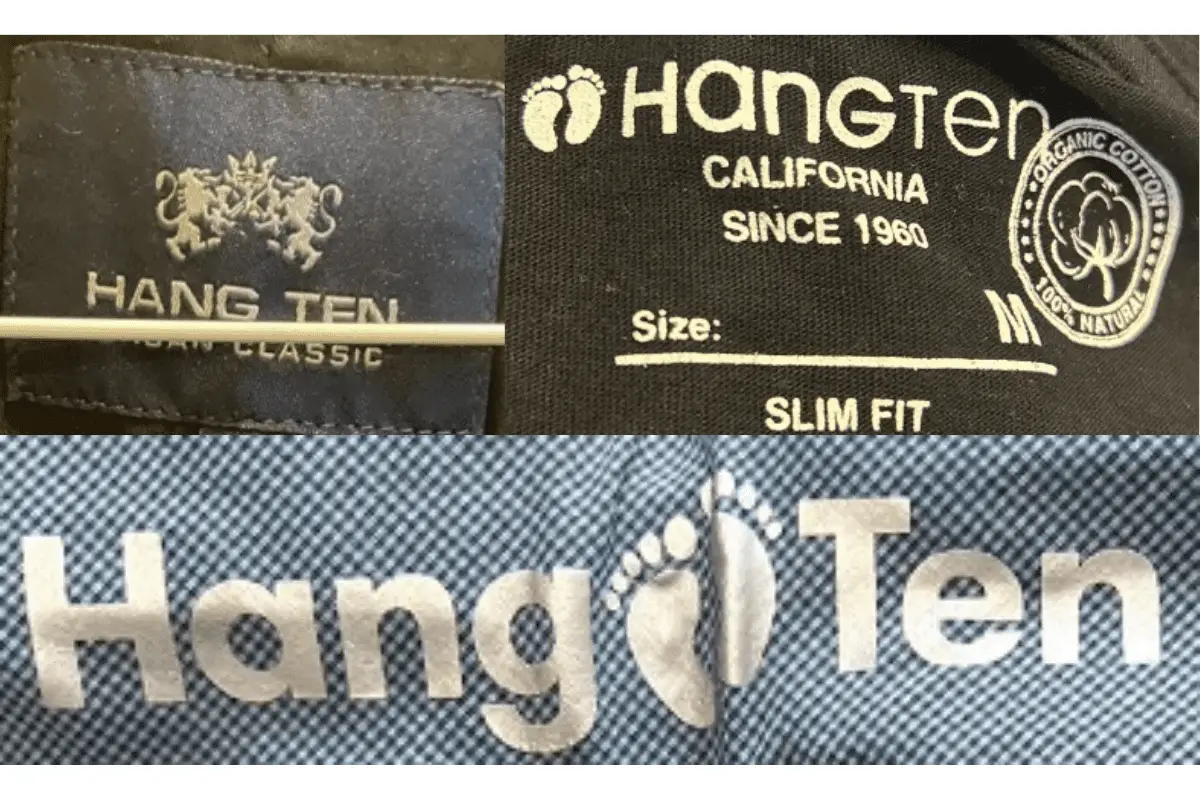 HANG TEN
CLASSIC
HANGTEN
CALIFORNIA
SINCE 1960
ORGANIC COTTON
100% NATURAL
Size: M
SLIM FIT
Hang Ten